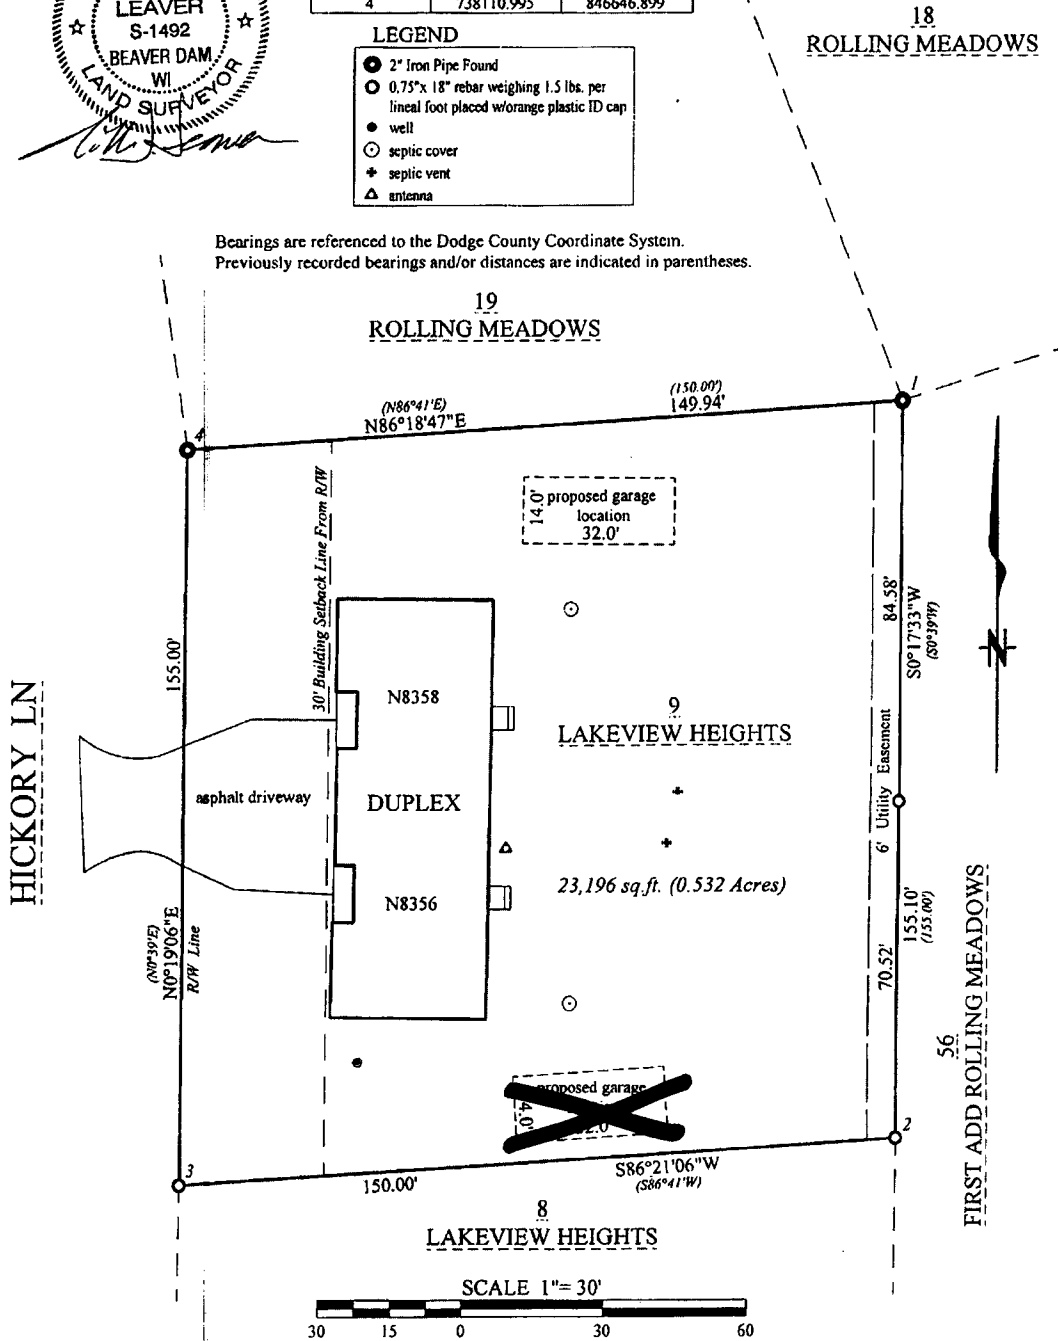 LEAVER
S-1492
BEAVER DAM
WI
LAND SURVEYOR
4 738110.995 846646.899
LEGEND
2" Iron Pipe Found
0.75"x 18" rebar weighing 1.5 lbs. per
lineal foot placed w/orange plastic ID cap
well
septic cover
septic vent
antenna
18
ROLLING MEADOWS
Bearings are referenced to the Dodge County Coordinate System.
Previously recorded bearings and/or distances are indicated in parentheses.
19
ROLLING MEADOWS
1
(N86°41'E)
N86°18'47"E
(150.00')
149.94'
4
30' Building Setback Line From R/W
14.0'
proposed garage
location
32.0'
84.58'
S0°17'33"W
(S0°39'W)
N
155.00'
N8358
9
LAKEVIEW HEIGHTS
HICKORY LN
asphalt driveway
DUPLEX
6' Utility Easement
23,196 sq.ft. (0.532 Acres)
N8356
(N0°39'E)
N0°19'06"E
R/W Line
70.52'
155.10'
(155.00')
56
FIRST ADD ROLLING MEADOWS
proposed garage
2
3
150.00'
S86°21'06"W
(S86°41'W)
8
LAKEVIEW HEIGHTS
SCALE 1"= 30'
30 15 0 30 60